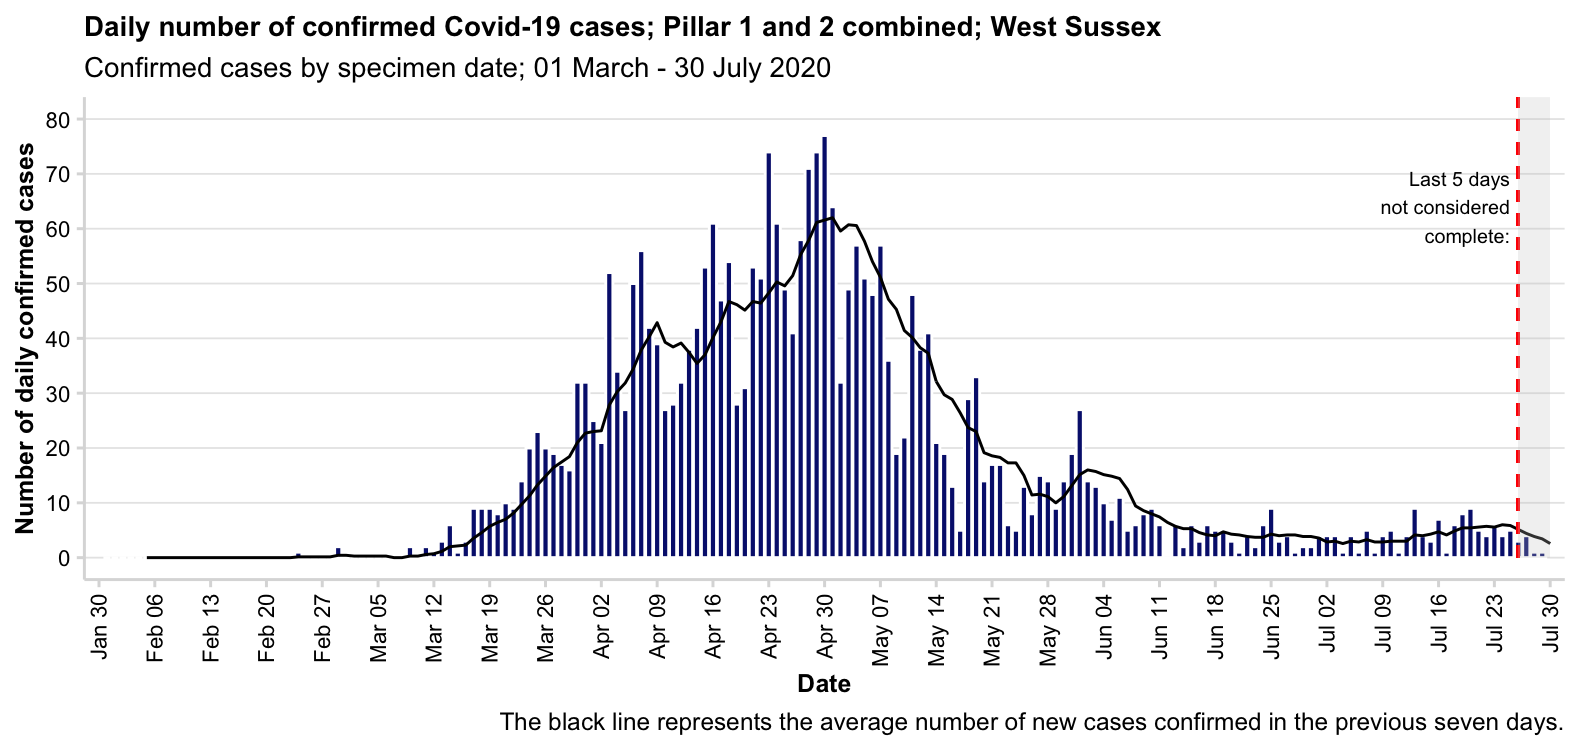 Daily number of confirmed Covid-19 cases; Pillar 1 and 2 combined; West Sussex
Confirmed cases by specimen date; 01 March - 30 July 2020
Number of daily confirmed cases
80
70
60
50
40
30
20
10
0
Last 5 days
not considered
complete:
Jan 30
Feb 06
Feb 13
Feb 20
Feb 27
Mar 05
Mar 12
Mar 19
Mar 26
Apr 02
Apr 09
Apr 16
Apr 23
Apr 30
May 07
May 14
May 21
May 28
Jun 04
Jun 11
Jun 18
Jun 25
Jul 02
Jul 09
Jul 16
Jul 23
Jul 30
Date
The black line represents the average number of new cases confirmed in the previous seven days.